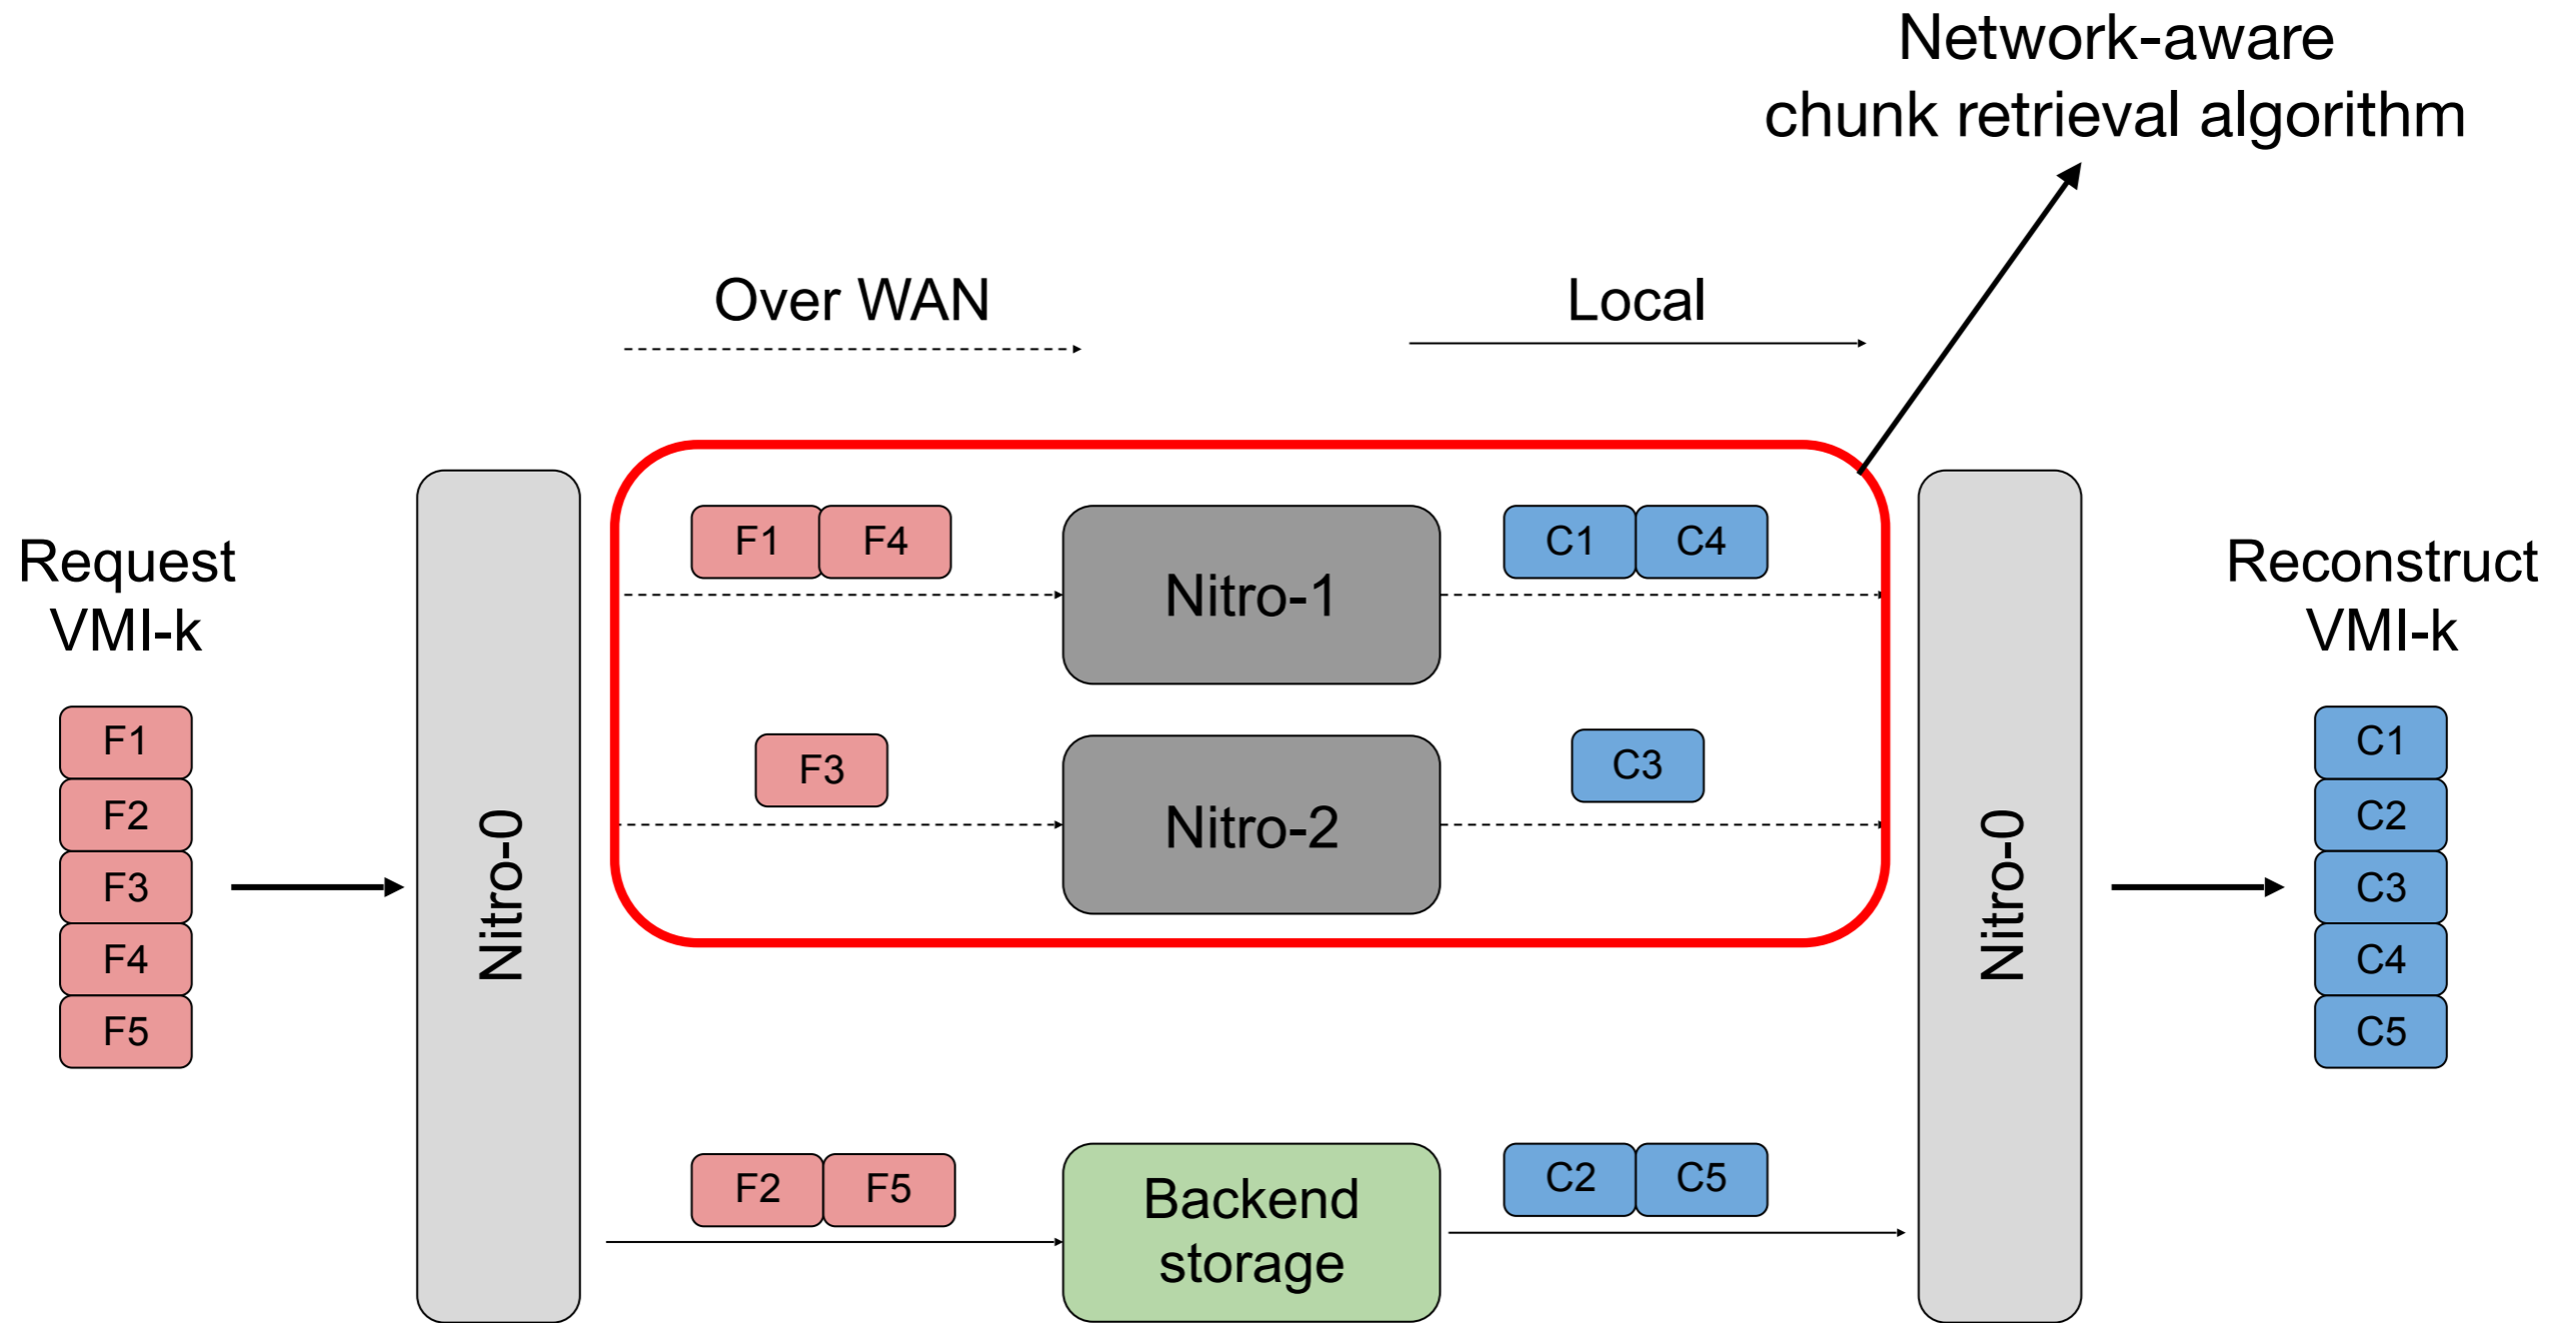 Network-aware
chunk retrieval algorithm
Over WAN
Local
Request
VMI-k
F1
F2
F3
F4
F5
Nitro-0
F1 F4
Nitro-1
C1 C4
F3
Nitro-2
C3
F2 F5
Backend
storage
C2 C5
Nitro-0
Reconstruct
VMI-k
C1
C2
C3
C4
C5